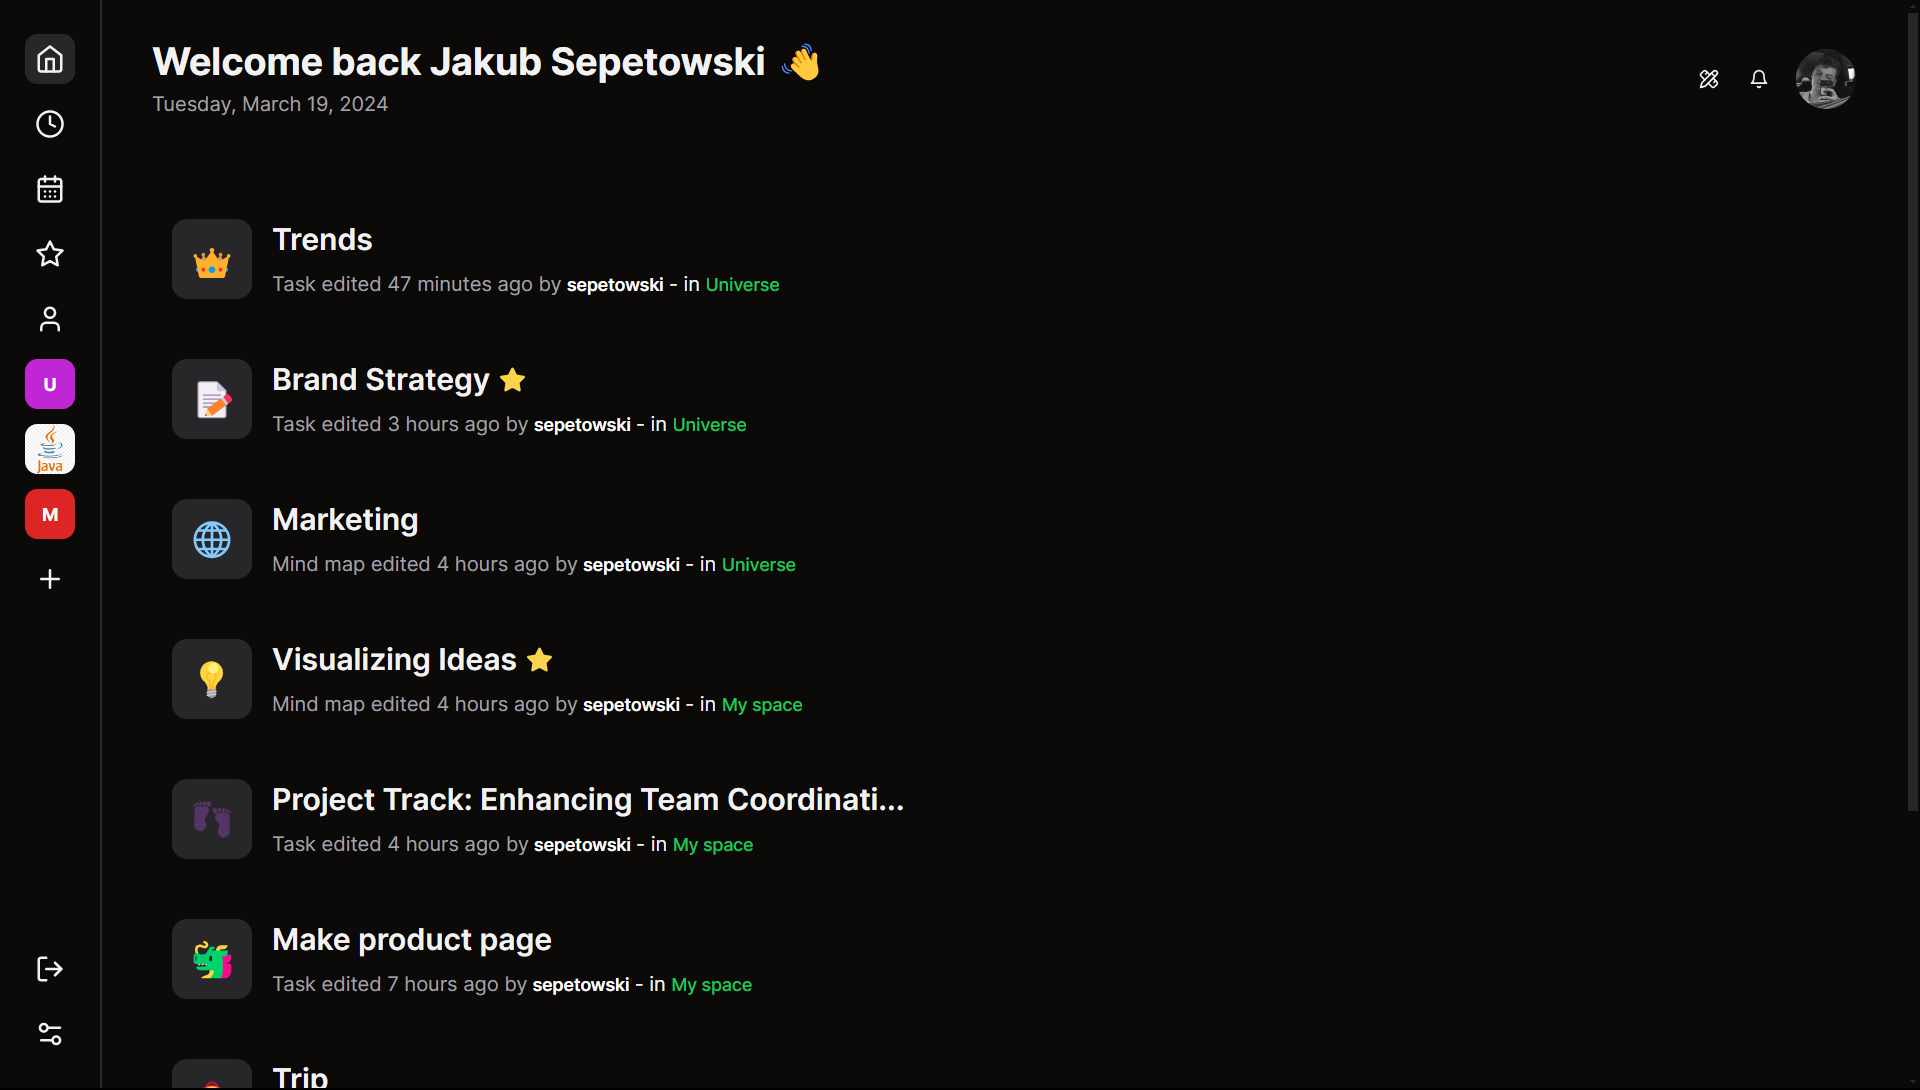 Welcome back Jakub Sepetowski 👋
Tuesday, March 19, 2024
U
Java
M
Trends
Task edited 47 minutes ago by sepetowski - in Universe
Brand Strategy ⭐
Task edited 3 hours ago by sepetowski - in Universe
Marketing
Mind map edited 4 hours ago by sepetowski - in Universe
Visualizing Ideas ⭐
Mind map edited 4 hours ago by sepetowski - in My space
Project Track: Enhancing Team Coordinati...
Task edited 4 hours ago by sepetowski - in My space
Make product page
Task edited 7 hours ago by sepetowski - in My space
Trip